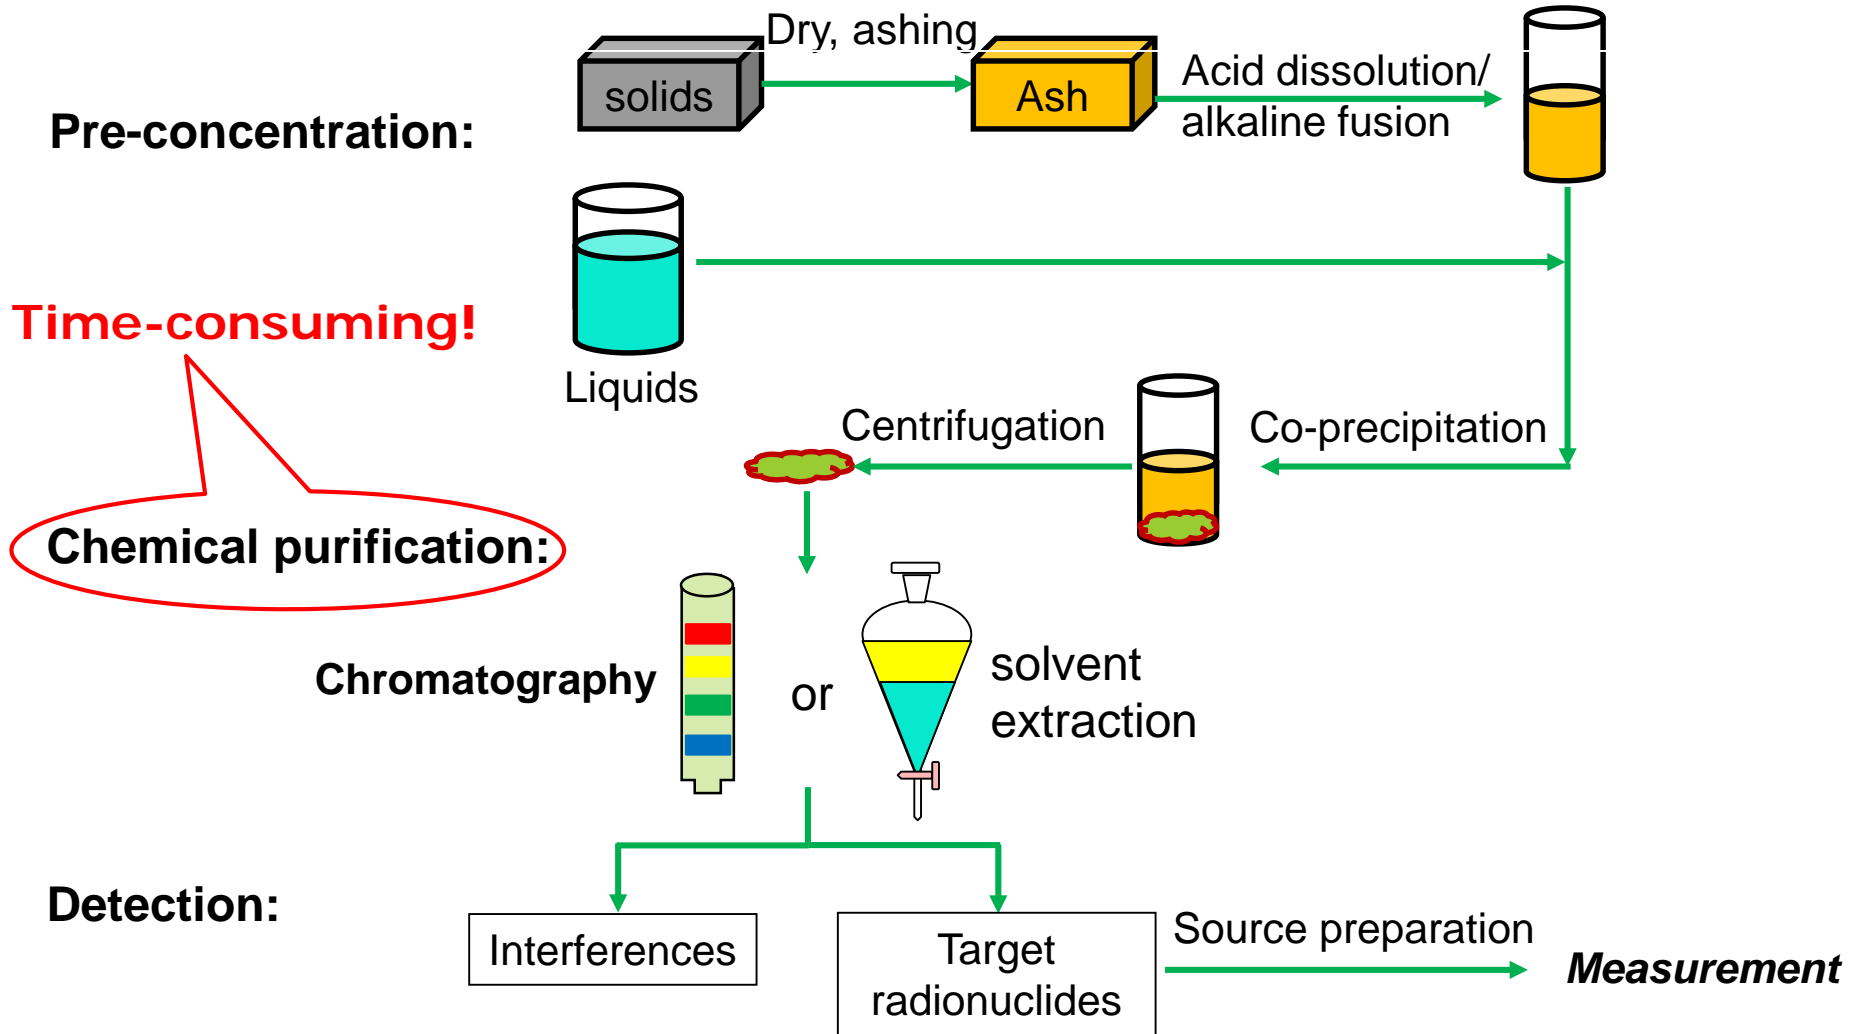 Dry, ashing
solids
Ash
Acid dissolution/
alkaline fusion
Pre-concentration:
Time-consuming!
Liquids
Centrifugation
Co-precipitation
Chemical purification:
Chromatography
or
solvent
extraction
Detection:
Interferences
Target
radionuclides
Source preparation
Measurement